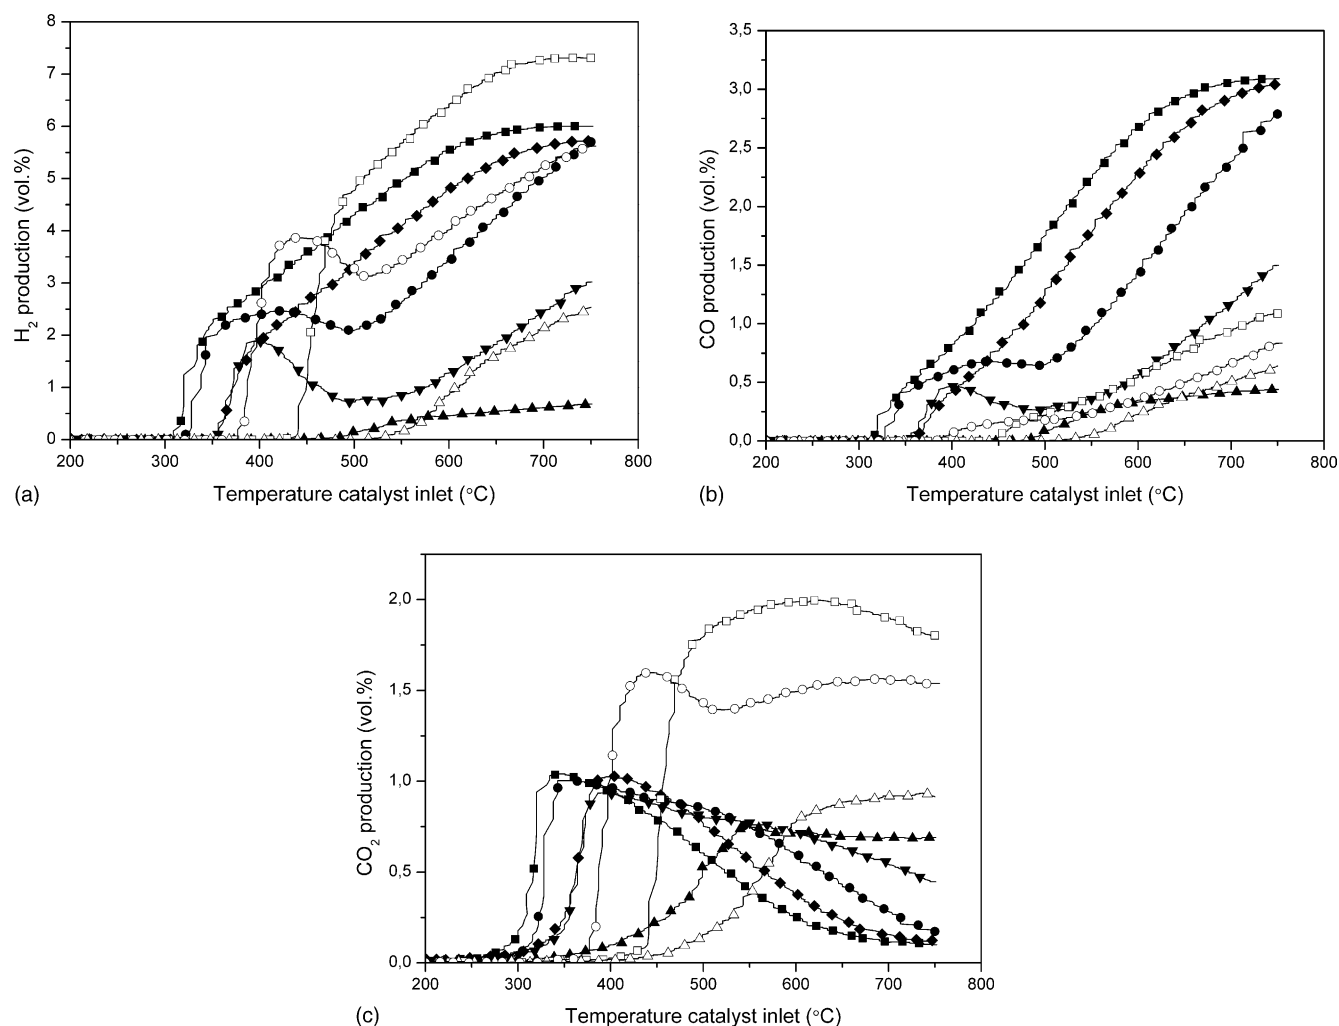 8
7
6
5
4
3
2
1
0
H2 production (vol.%)
200 300 400 500 600 700 800
(a) Temperature catalyst inlet (°C)
3,5
3,0
2,5
2,0
1,5
1,0
0,5
0,0
CO production (vol.%)
200 300 400 500 600 700 800
(b) Temperature catalyst inlet (°C)
2,0
1,5
1,0
0,5
0,0
CO2 production (vol.%)
200 300 400 500 600 700 800
(c) Temperature catalyst inlet (°C)